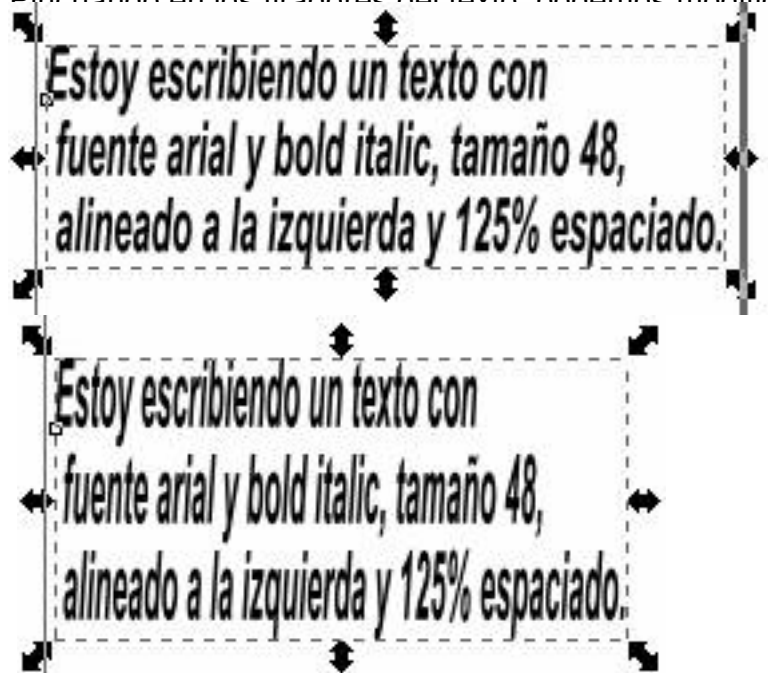 Estoy escribiendo un texto con
fuente arial y bold italic, tamaño 48,
alineado a la izquierda y 125% espaciado.
Estoy escribiendo un texto con
fuente arial y bold italic, tamaño 48,
alineado a la izquierda y 125% espaciado.